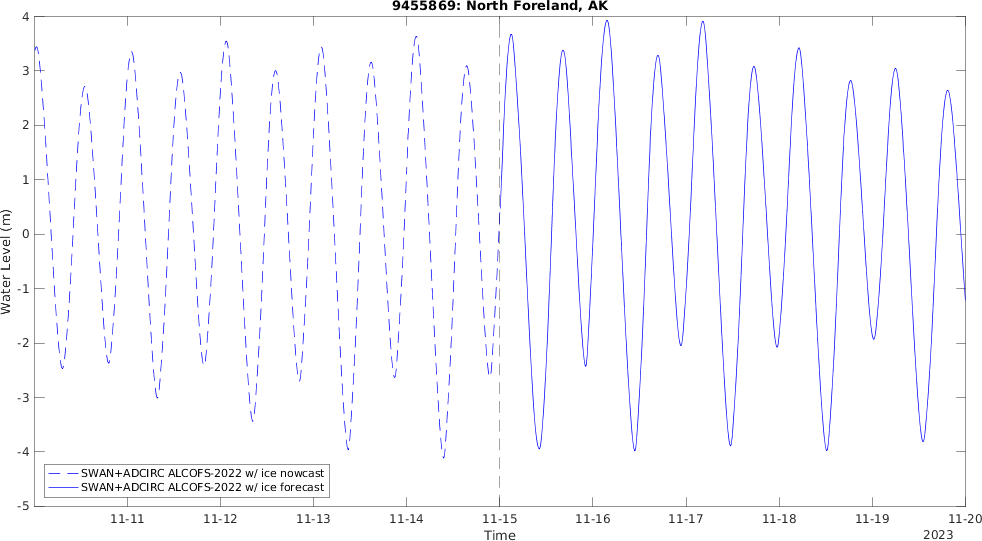 9455869: North Foreland, AK
Water Level (m)
4
3
2
1
0
-1
-2
-3
-4
-5
SWAN+ADCIRC ALCOFS-2022 w/ ice nowcast
SWAN+ADCIRC ALCOFS-2022 w/ ice forecast
11-11 11-12 11-13 11-14 11-15 11-16 11-17 11-18 11-19 11-20
Time
2023